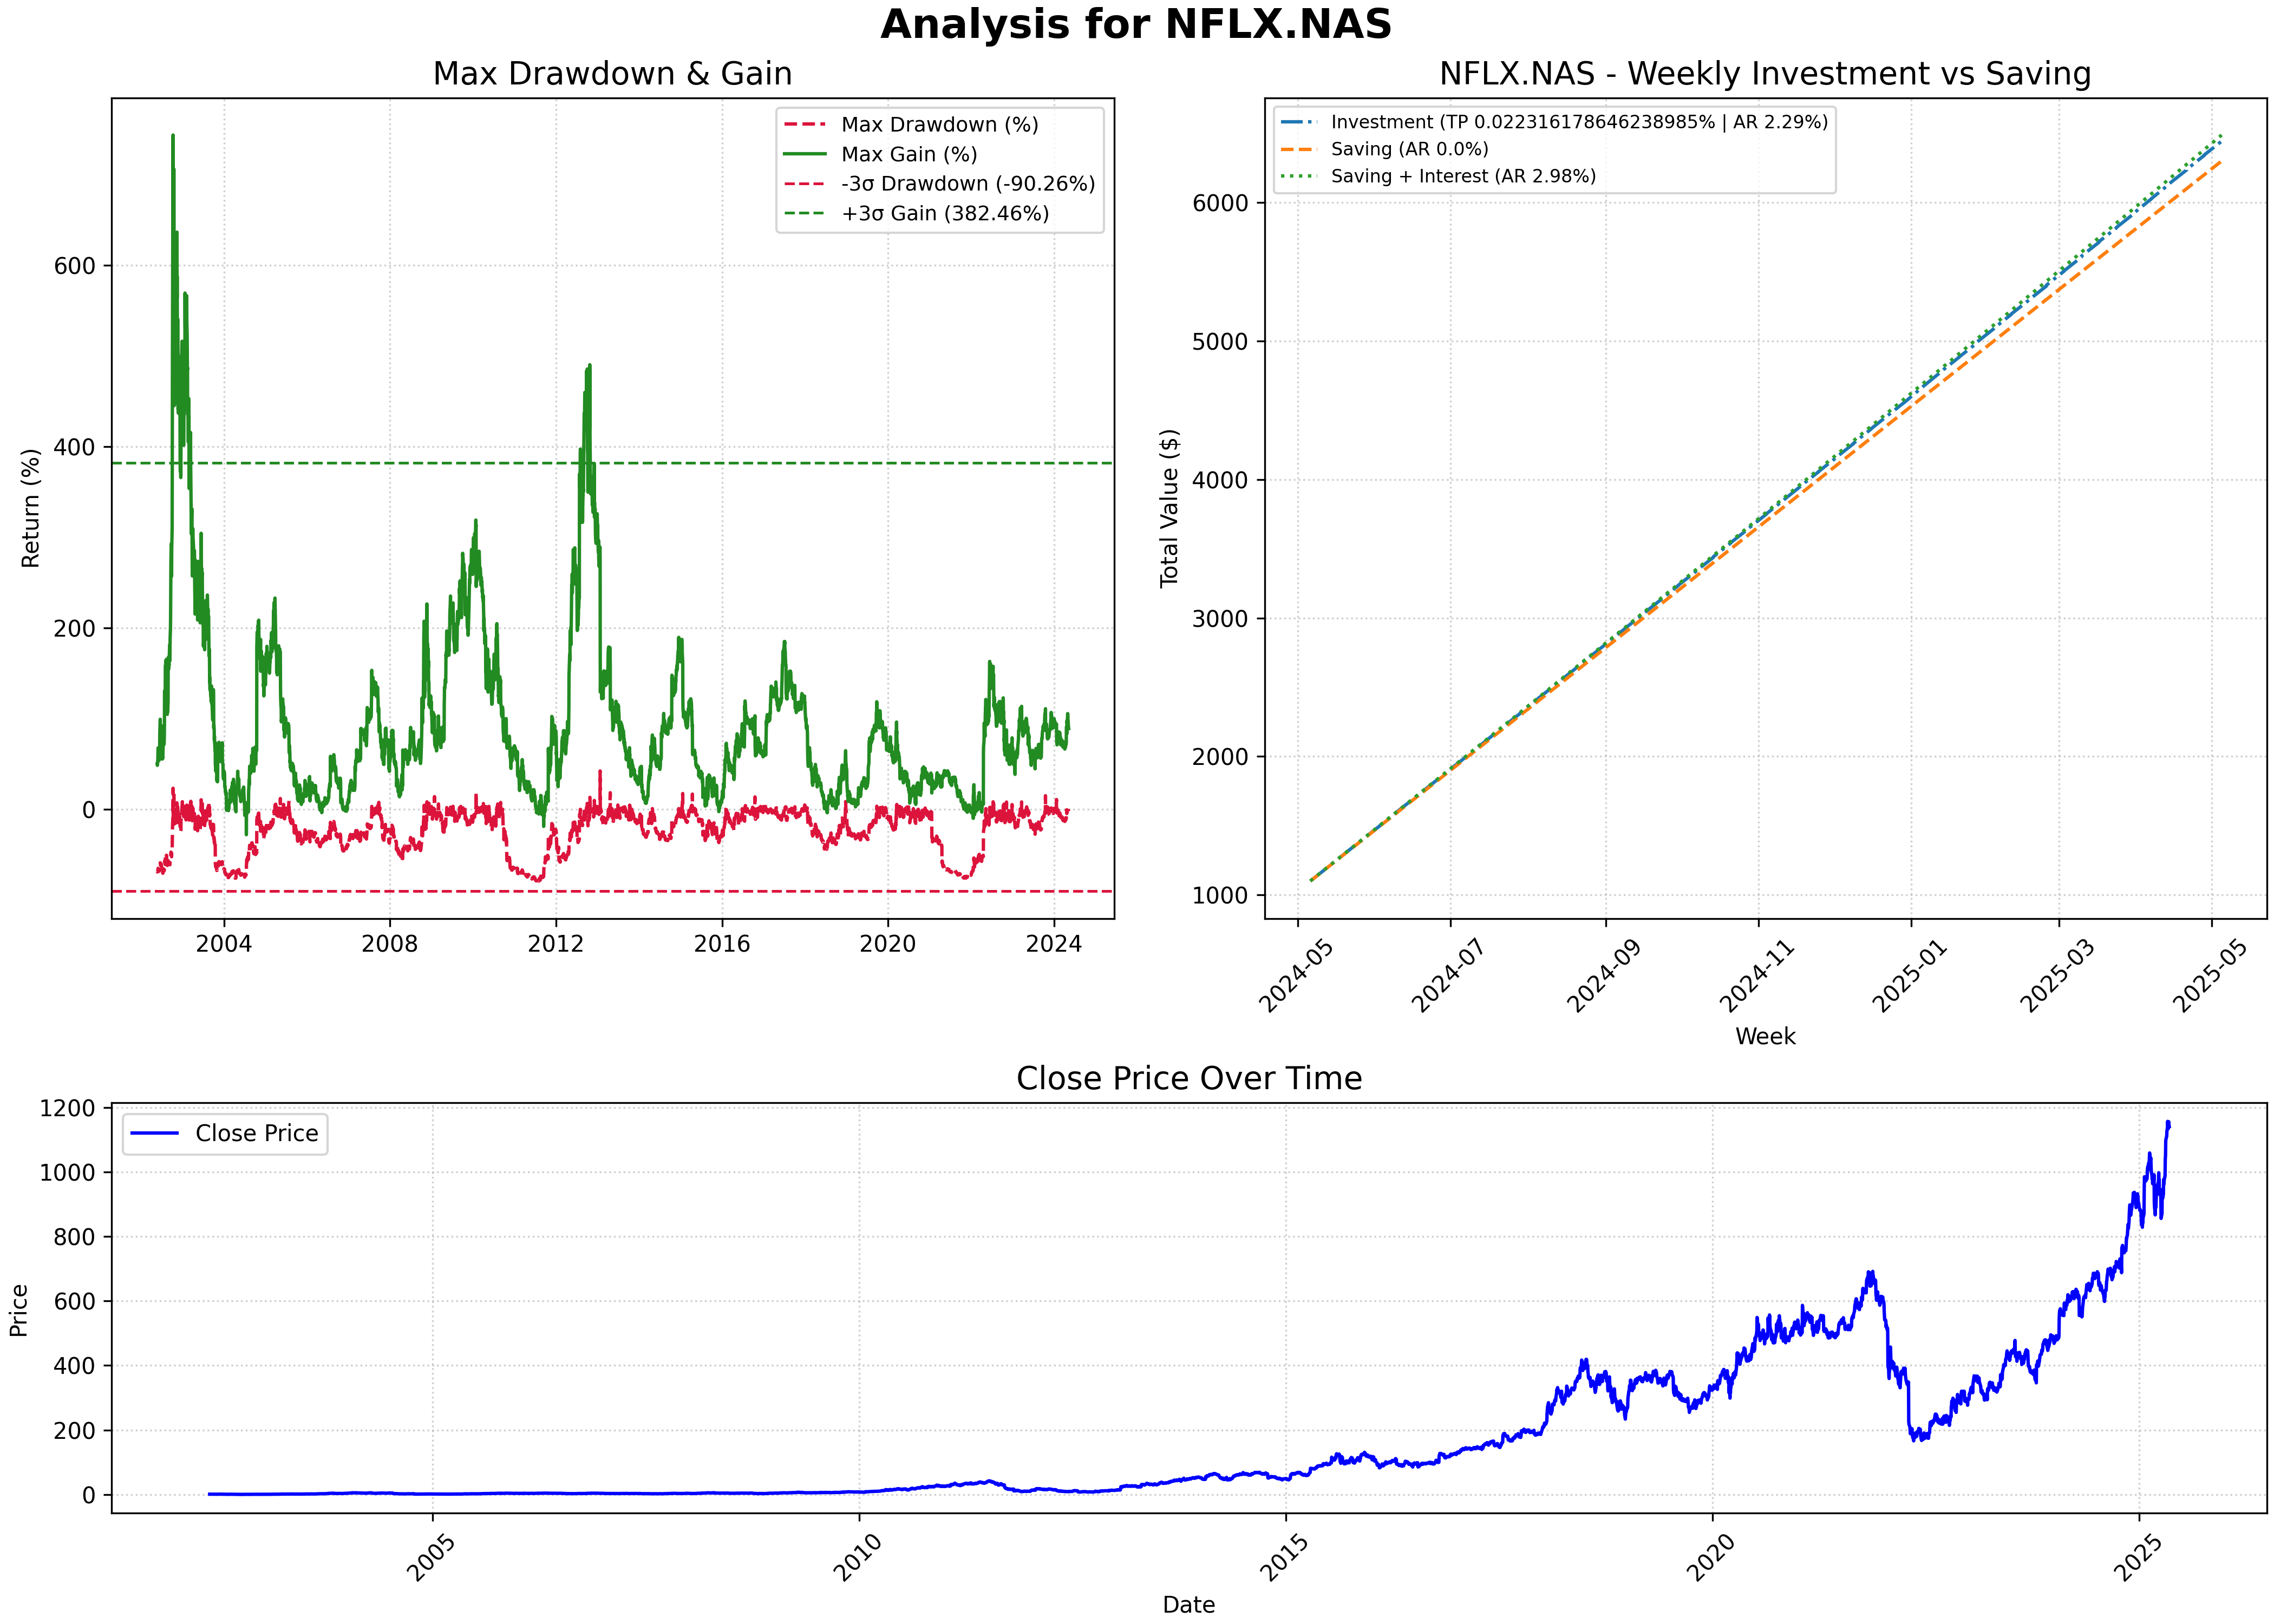 Analysis for NFLX.NAS
Max Drawdown & Gain
Max Drawdown (%)
Max Gain (%)
-3σ Drawdown (-90.26%)
+3σ Gain (382.46%)
Return (%)
600
400
200
0
2004
2008
2012
2016
2020
2024
NFLX.NAS - Weekly Investment vs Saving
Investment (TP 0.022316178646238985% | AR 2.29%)
Saving (AR 0.0%)
Saving + Interest (AR 2.98%)
Total Value ($)
6000
5000
4000
3000
2000
1000
2024-05
2024-07
2024-09
2024-11
2025-01
2025-03
2025-05
Week
Close Price Over Time
Close Price
Price
1200
1000
800
600
400
200
0
2005
2010
2015
2020
2025
Date